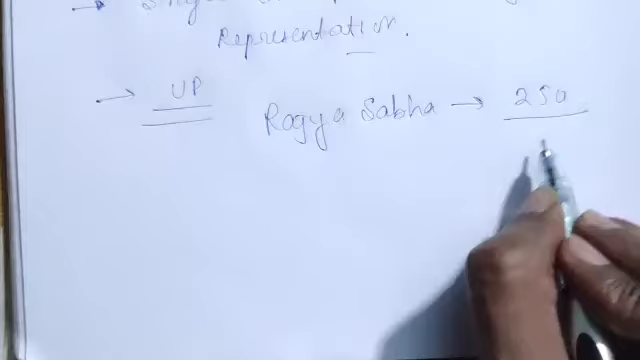 →
Representation.
→ UP
Rogya Sabha → 250